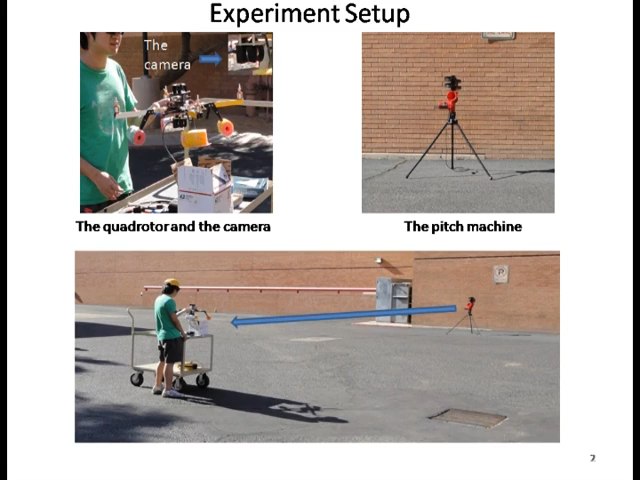 Experiment Setup
The
camera
The quadrotor and the camera
The pitch machine
P
2